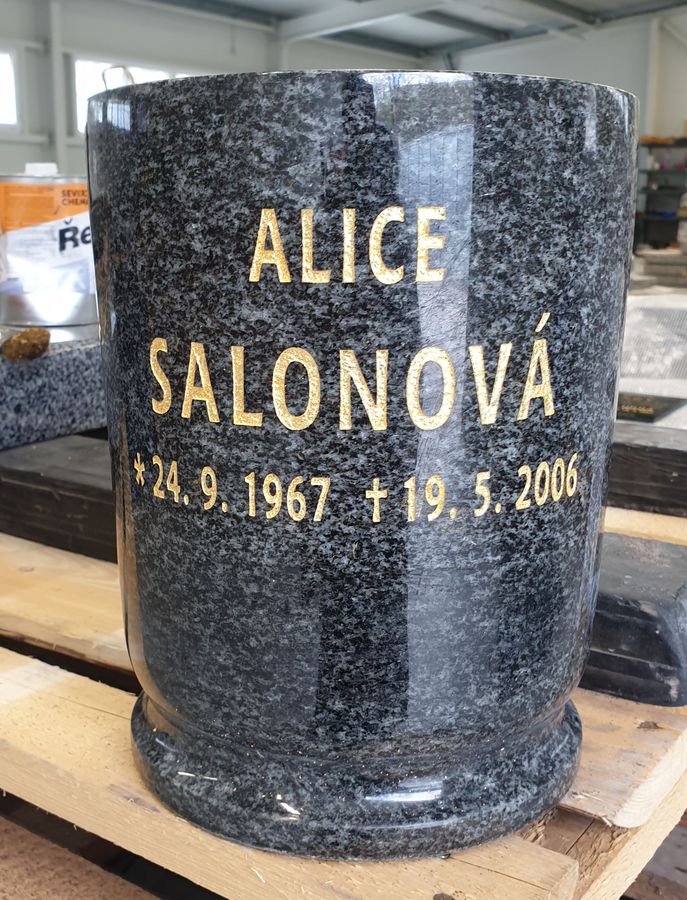 ALICE
SALONOVÁ
* 24. 9. 1967 † 19. 5. 2006